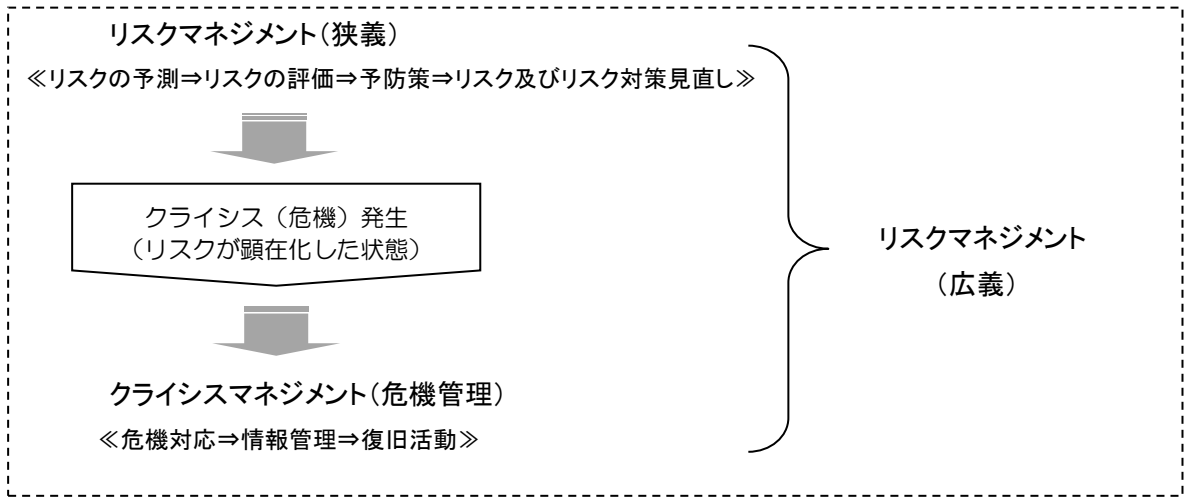 リスクマネジメント（狭義）
≪リスクの予測⇒リスクの評価⇒予防策⇒リスク及びリスク対策見直し≫
クライシス（危機）発生
（リスクが顕在化した状態）
リスクマネジメント
（広義）
クライシスマネジメント（危機管理）
≪危機対応⇒情報管理⇒復旧活動≫